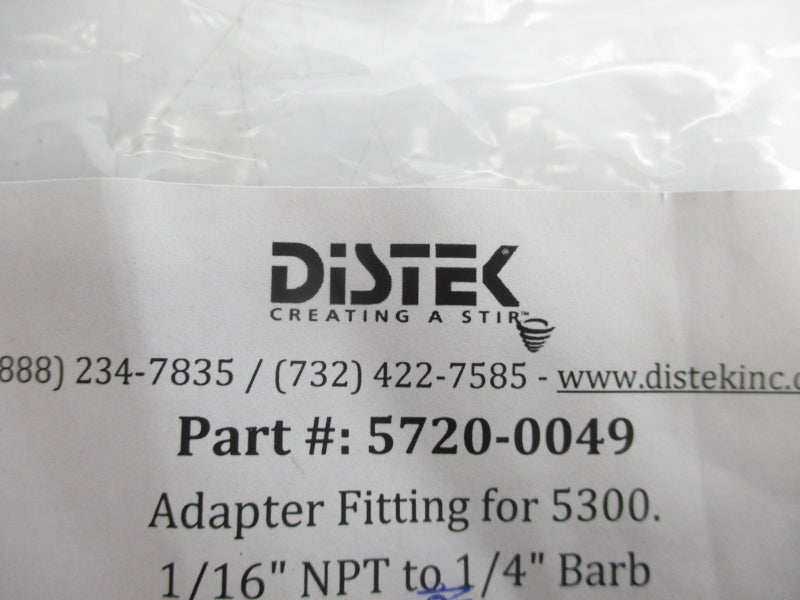 DiSTEK®
CREATING A STIR™
888) 234-7835 / (732) 422-7585 - www.distekinc.c
Part #: 5720-0049
Adapter Fitting for 5300.
1/16" NPT to 1/4" Barb